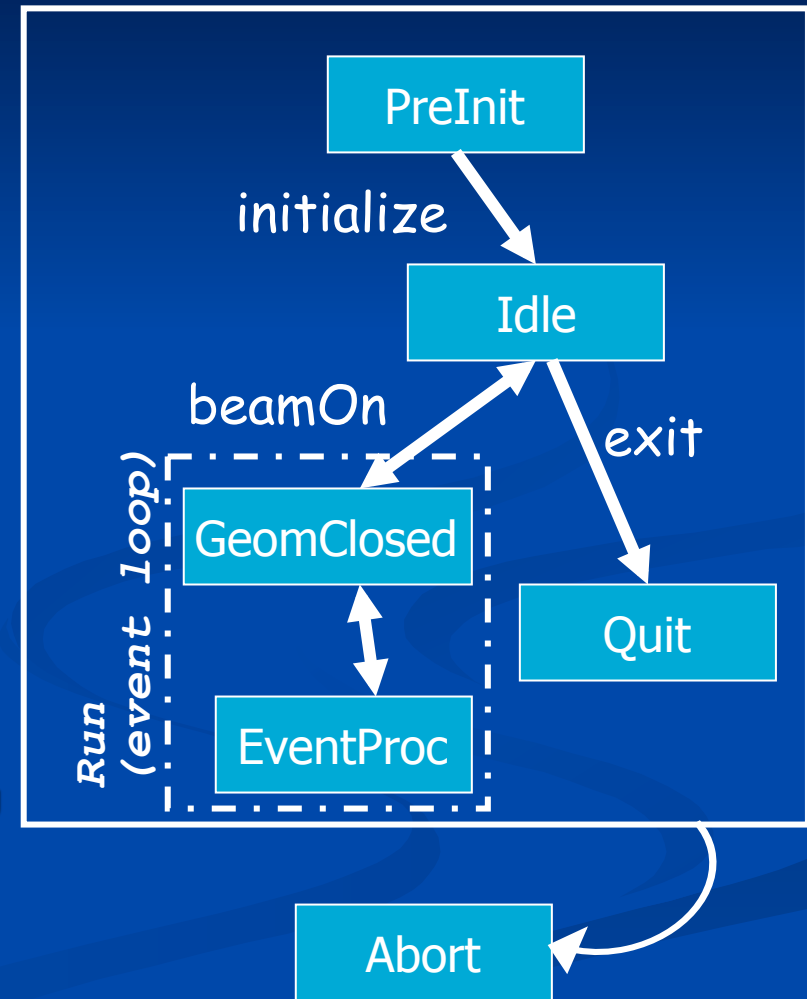 PreInit
initialize
Idle
beamOn
exit
GeomClosed
Run
(event loop)
Quit
EventProc
Abort